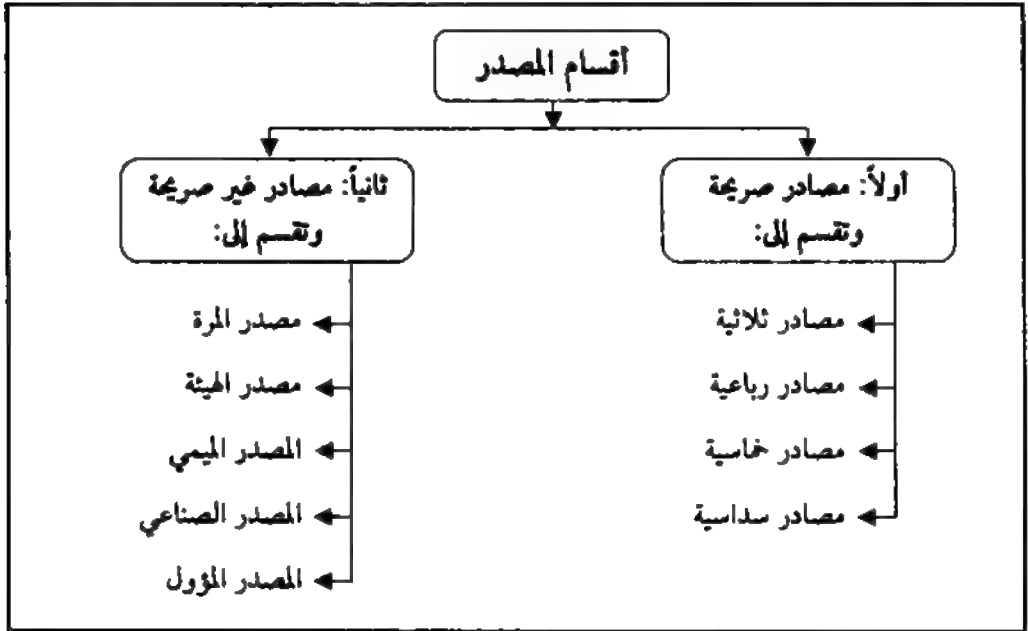 أقسام المصدر
أولاً: مصادر صريحة
وتقسم إلى:
مصادر ثلاثية
مصادر رباعية
مصادر خماسية
مصادر سداسية
ثانياً: مصادر غير صريحة
وتقسم إلى:
مصدر المرة
مصدر الهيئة
المصدر الميمي
المصدر الصناعي
المصدر المؤول